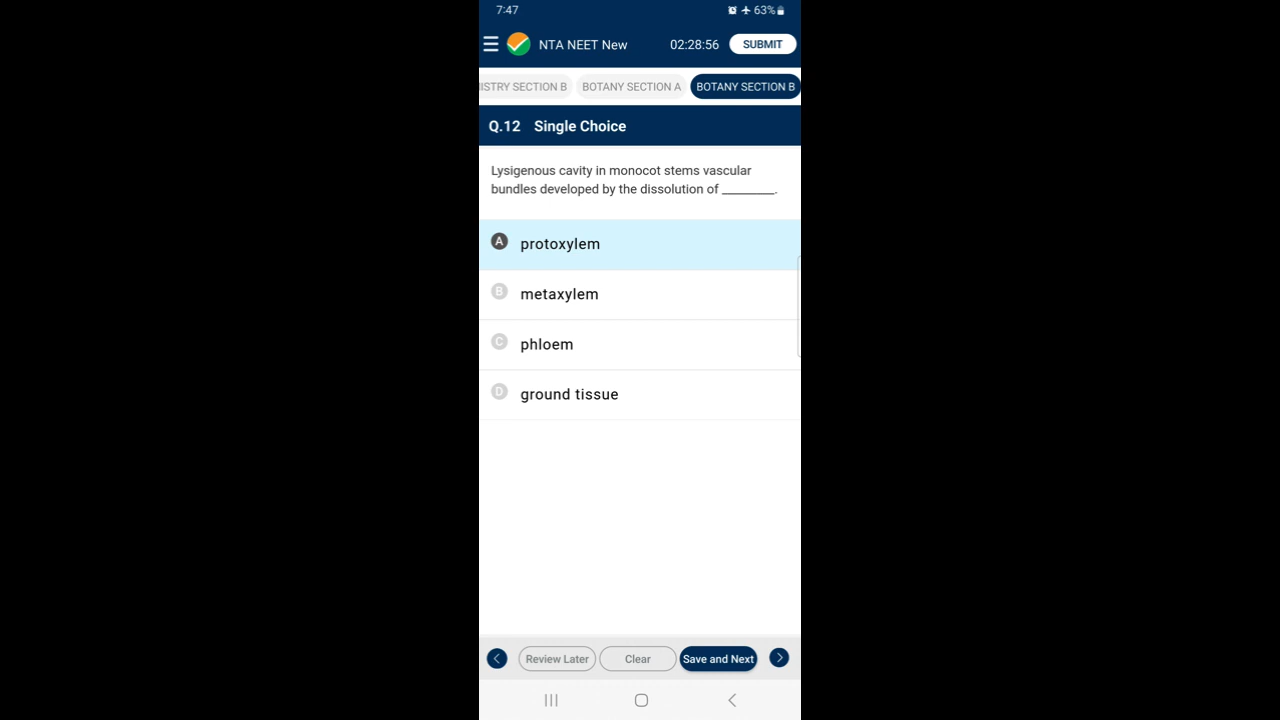 7:47 63%
NTA NEET New 02:28:56 SUBMIT
ISTRY SECTION B BOTANY SECTION A BOTANY SECTION B
Q.12 Single Choice
Lysigenous cavity in monocot stems vascular
bundles developed by the dissolution of ________.
A protoxylem
B metaxylem
C phloem
D ground tissue
Review Later Clear Save and Next